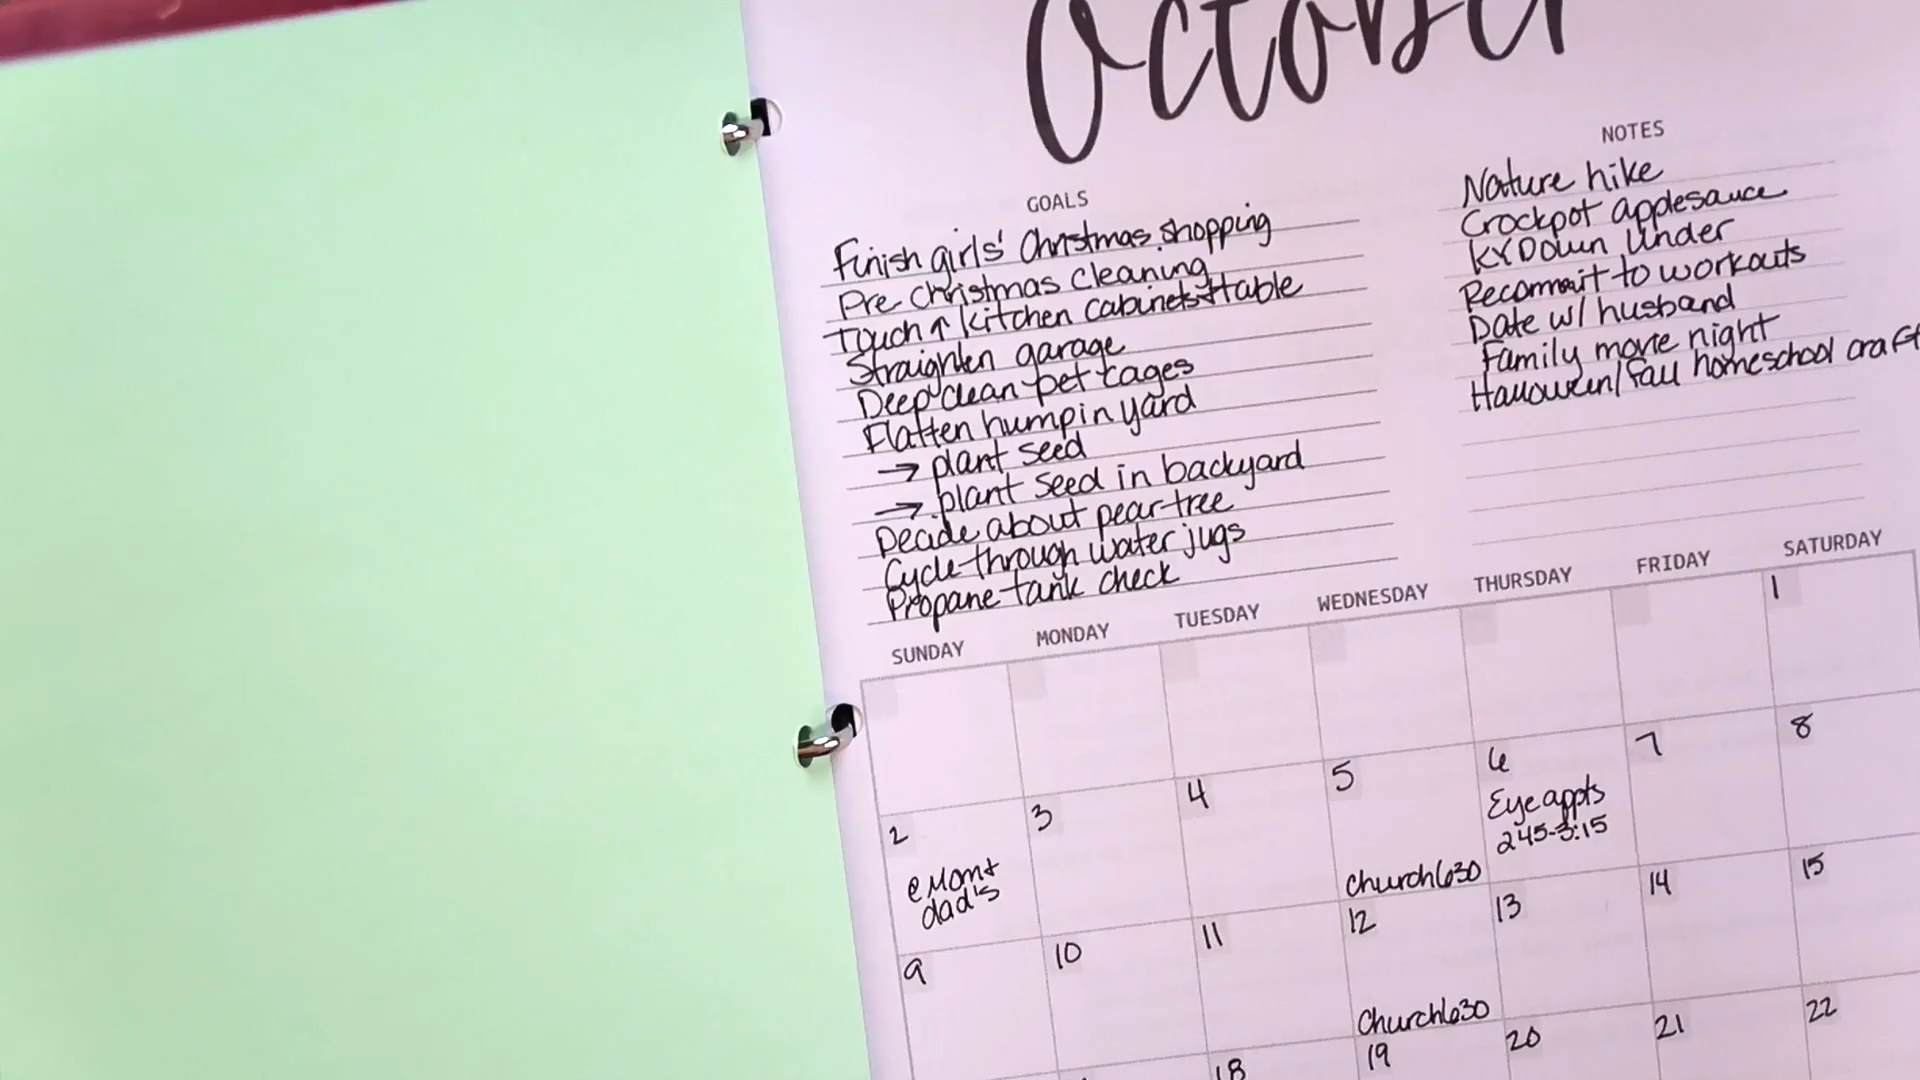 October
GOALS
Finish girls' Christmas shopping
Pre Christmas cleaning
Touch ↑ kitchen cabinets + table
Straighten garage
Deep clean pet cages
Flatten hump in yard
→ plant seed
→ plant seed in backyard
Decide about pear tree
Cycle through water jugs
Propane tank check
NOTES
Nature hike
Crockpot applesauce
KY Down Under
Recommit to workouts
Date w/ husband
Family movie night
Halloween/fall homeschool craft
SUNDAY MONDAY TUESDAY WEDNESDAY THURSDAY FRIDAY SATURDAY
1
2 3 4 5 6 7 8
@ Mom +
dad's
Church 630
Eye appts
245-3:15
9 10 11 12 13 14 15
Church 630
18 19 20 21 22